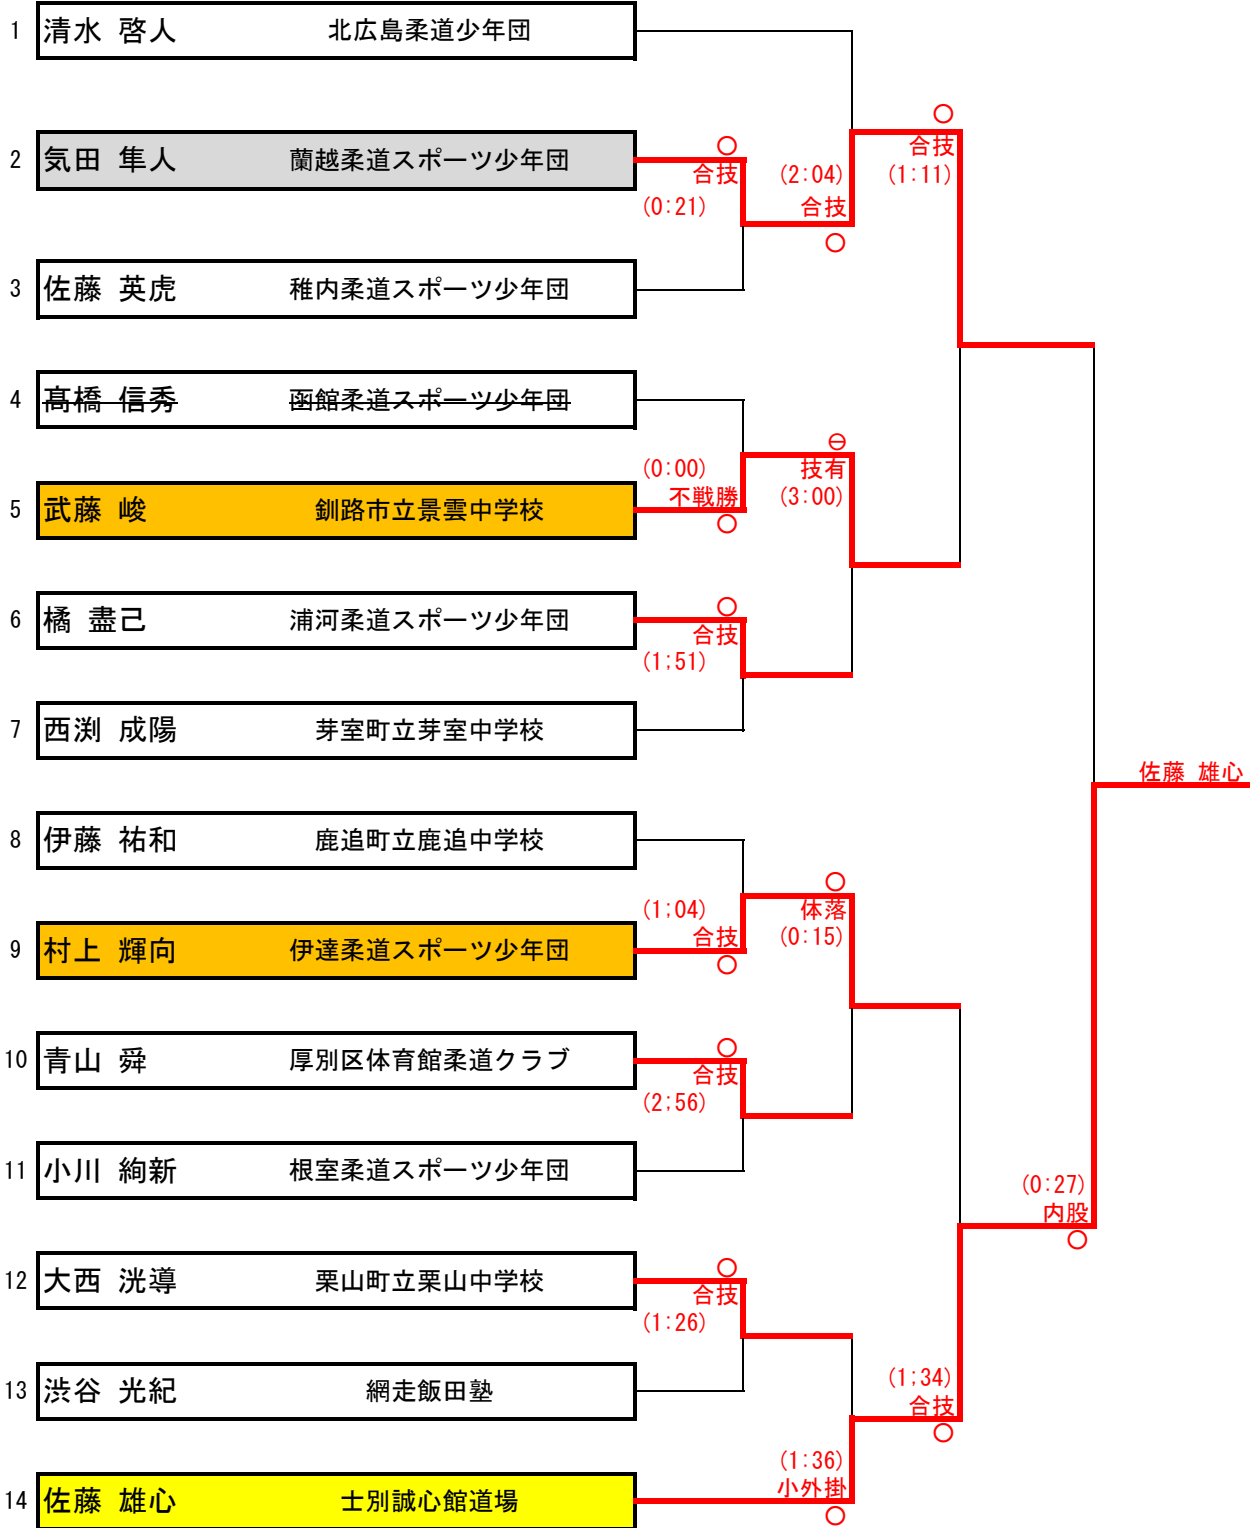 1 清水 啓人 北広島柔道少年団
○
2 気田 隼人 蘭越柔道スポーツ少年団 ○ 合技
合技 (2:04) (1:11)
(0:21) 合技
○
3 佐藤 英虎 稚内柔道スポーツ少年団
4 髙橋 信秀 函館柔道スポーツ少年団
⊖
(0:00) 技有
不戦勝 (3:00)
5 武藤 峻 釧路市立景雲中学校 ○
6 橘 盡己 浦河柔道スポーツ少年団 ○
合技
(1;51)
7 西渕 成陽 芽室町立芽室中学校
佐藤 雄心
8 伊藤 祐和 鹿追町立鹿追中学校
○
(1;04) 体落
合技 (0:15)
9 村上 輝向 伊達柔道スポーツ少年団 ○
10 青山 舜 厚別区体育館柔道クラブ ○
合技
(2;56)
11 小川 絢新 根室柔道スポーツ少年団
(0:27)
内股
○
12 大西 洸導 栗山町立栗山中学校 ○
合技
(1:26)
13 渋谷 光紀 網走飯田塾 (1;34)
合技
○
(1:36)
小外掛
14 佐藤 雄心 士別誠心館道場 ○